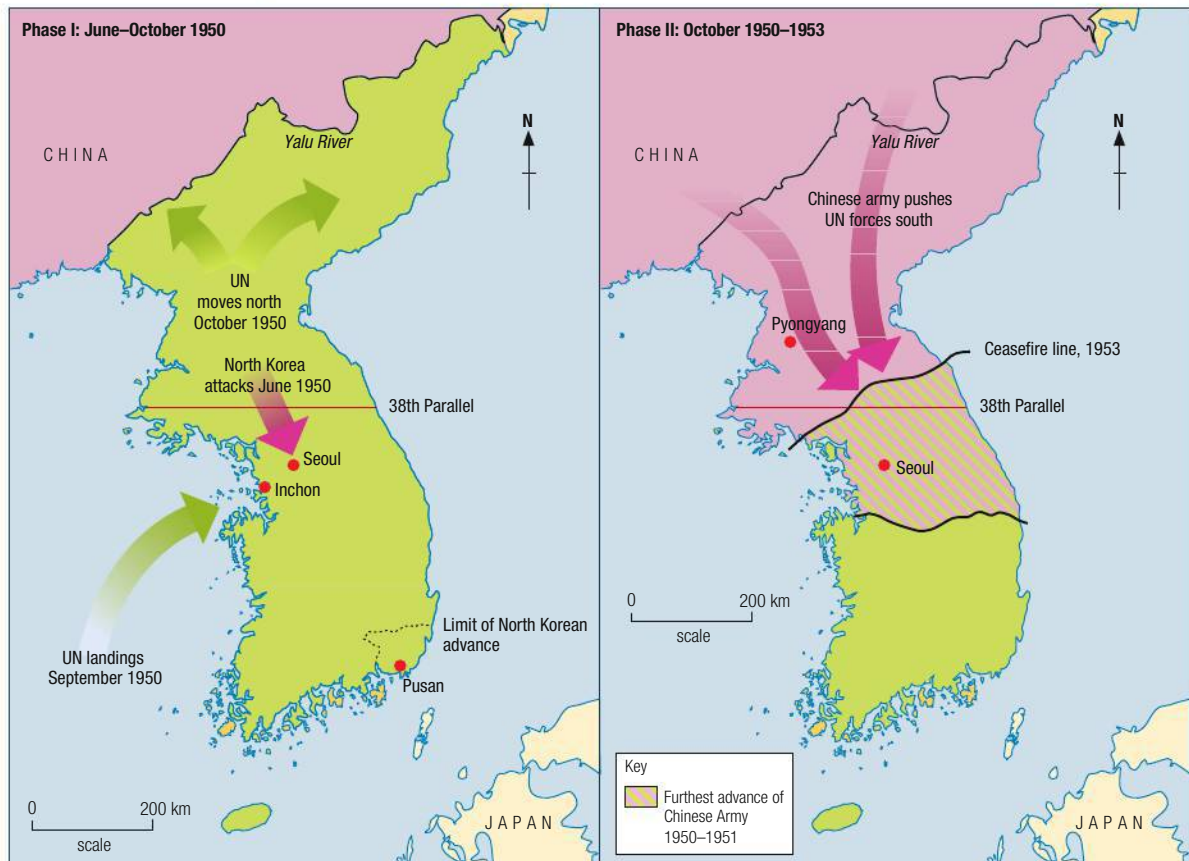 Phase I: June–October 1950
N
Yalu River
CHINA
UN
moves north
October 1950
North Korea
attacks June 1950
38th Parallel
Seoul
Inchon
Limit of North Korean
advance
UN landings
September 1950
Pusan
0
200 km
scale
JAPAN
Phase II: October 1950–1953
N
Yalu River
CHINA
Chinese army pushes
UN forces south
Pyongyang
Ceasefire line, 1953
38th Parallel
Seoul
0
200 km
scale
Key
Furthest advance of
Chinese Army
1950–1951
JAPAN